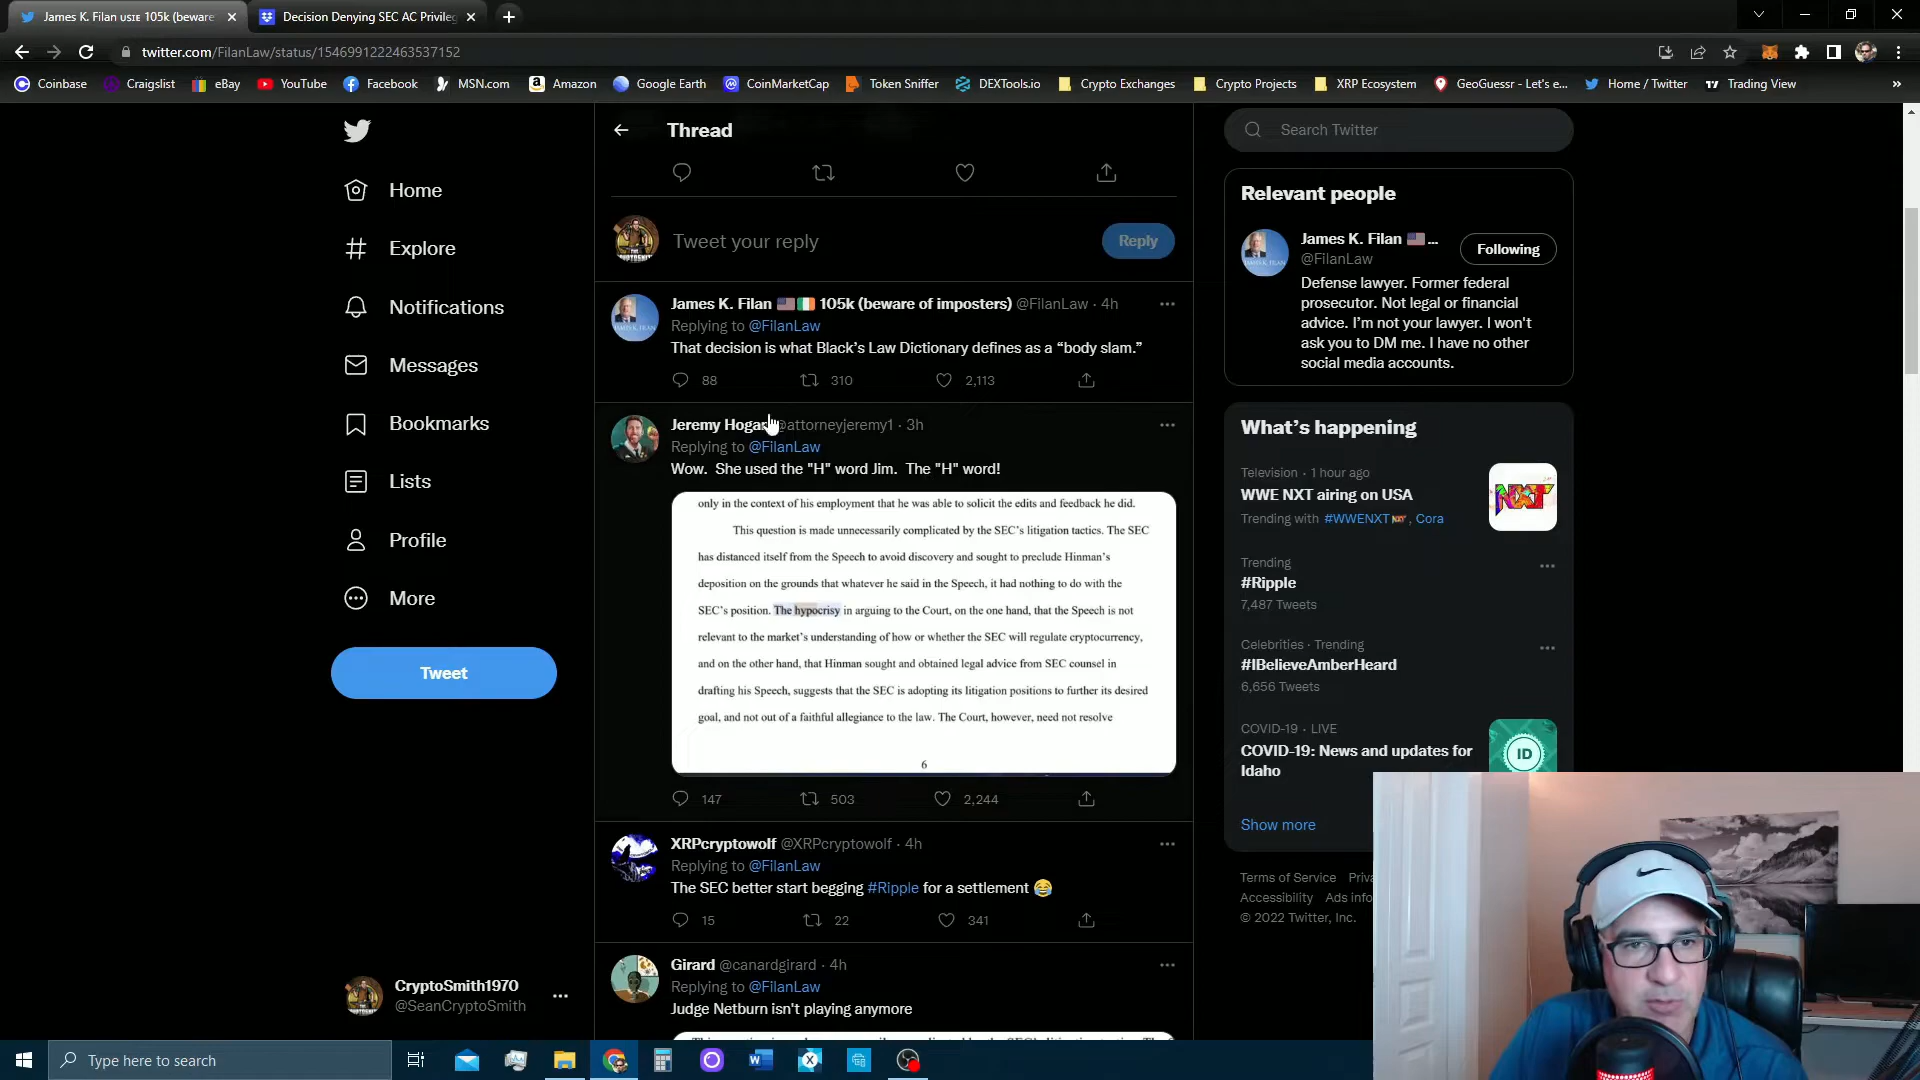 James K. Filan us🇮🇪 105k (beware
Decision Denying SEC AC Privileg
twitter.com/FilanLaw/status/1546991222463537152
Coinbase
Craigslist
eBay
YouTube
Facebook
MSN.com
Amazon
Google Earth
CoinMarketCap
Token Sniffer
DEXTools.io
Crypto Exchanges
Crypto Projects
XRP Ecosystem
GeoGuessr - Let's e...
Home / Twitter
Trading View
Home
Explore
Notifications
Messages
Bookmarks
Lists
Profile
More
Tweet
CryptoSmith1970
@SeanCryptoSmith
Thread
Tweet your reply
Reply
James K. Filan 🇺🇸🇮🇪 105k (beware of imposters) @FilanLaw · 4h
Replying to @FilanLaw
That decision is what Black's Law Dictionary defines as a “body slam.”
88 310 2,113
Jeremy Hogan @attorneyjeremy1 · 3h
Replying to @FilanLaw
Wow. She used the "H" word Jim. The "H" word!
only in the context of his employment that he was able to solicit the edits and feedback he did.
This question is made unnecessarily complicated by the SEC's litigation tactics. The SEC
has distanced itself from the Speech to avoid discovery and sought to preclude Hinman's
deposition on the grounds that whatever he said in the Speech, it had nothing to do with the
SEC's position. The hypocrisy in arguing to the Court, on the one hand, that the Speech is not
relevant to the market's understanding of how or whether the SEC will regulate cryptocurrency,
and on the other hand, that Hinman sought and obtained legal advice from SEC counsel in
drafting his Speech, suggests that the SEC is adopting its litigation positions to further its desired
goal, and not out of a faithful allegiance to the law. The Court, however, need not resolve
6
147 503 2,244
XRPcryptowolf @XRPcryptowolf · 4h
Replying to @FilanLaw
The SEC better start begging #Ripple for a settlement 😂
15 22 341
Girard @canardgirard · 4h
Replying to @FilanLaw
Judge Netburn isn't playing anymore
Search Twitter
Relevant people
James K. Filan 🇺🇸 ...
@FilanLaw
Following
Defense lawyer. Former federal
prosecutor. Not legal or financial
advice. I'm not your lawyer. I won't
ask you to DM me. I have no other
social media accounts.
What's happening
Television · 1 hour ago
WWE NXT airing on USA
Trending with #WWENXT, Cora
Trending
#Ripple
7,487 Tweets
Celebrities · Trending
#IBelieveAmberHeard
6,656 Tweets
COVID-19 · LIVE
COVID-19: News and updates for
Idaho
ID
Show more
Terms of Service Priva
Accessibility Ads info
© 2022 Twitter, Inc.
Type here to search